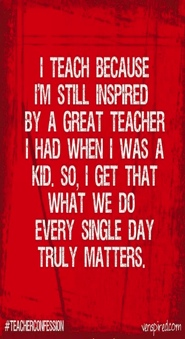 I TEACH BECAUSE
I'M STILL INSPIRED
BY A GREAT TEACHER
I HAD WHEN I WAS A
KID. SO, I GET THAT
WHAT WE DO
EVERY SINGLE DAY
TRULY MATTERS.
#TEACHERCONFESSION
venspired.com